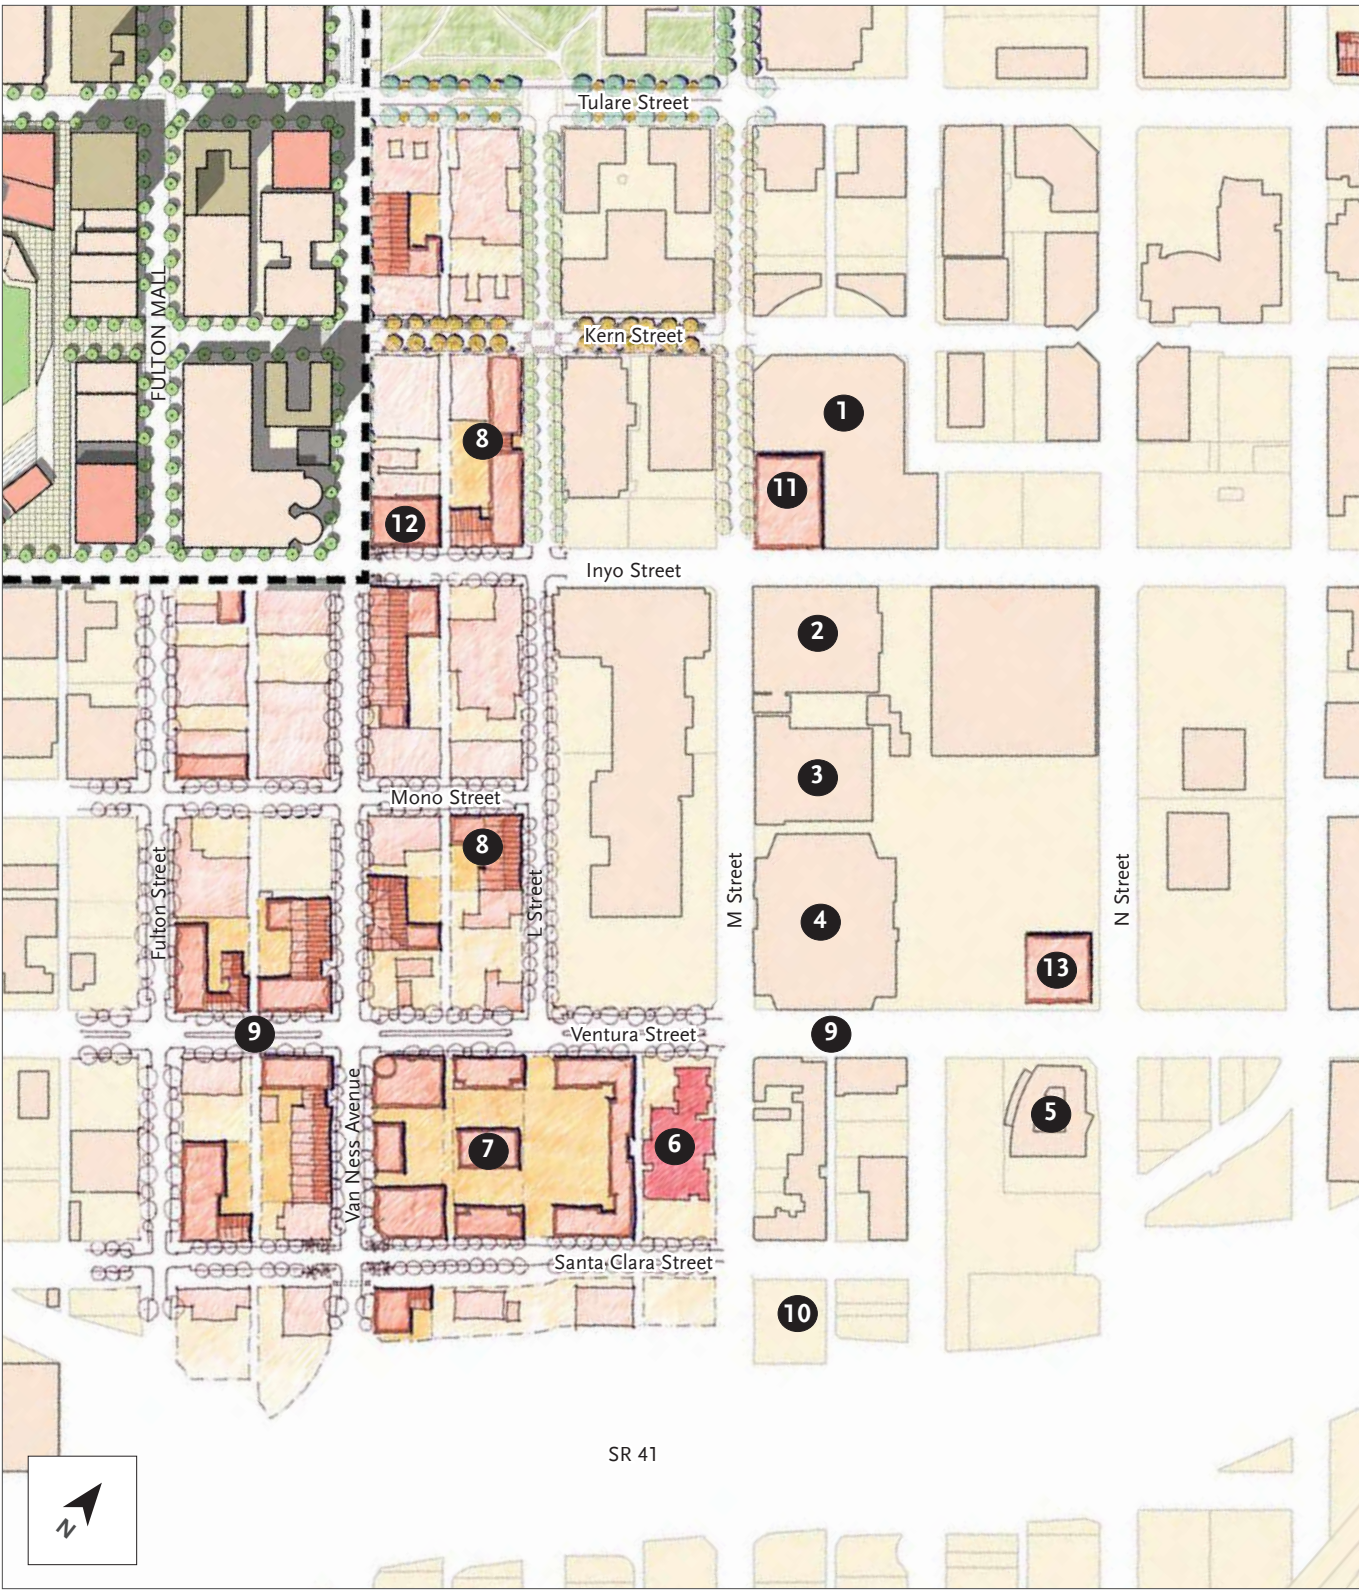 Tulare Street
FULTON MALL
Kern Street
1
8
11
12
Inyo Street
2
3
Mono Street
8
Fulton Street
L Street
M Street
N Street
4
13
9
Ventura Street
9
Van Ness Avenue
5
7
6
Santa Clara Street
10
SR 41
N